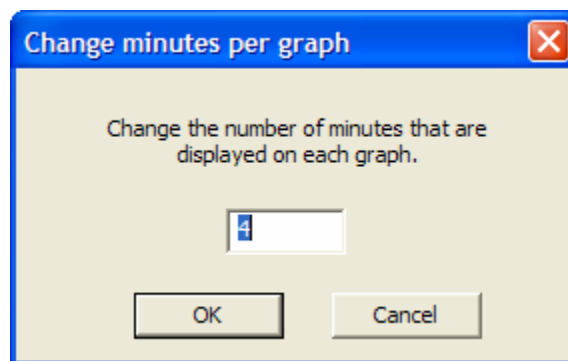 Change minutes per graph
Change the number of minutes that are
displayed on each graph.
4
OK
Cancel